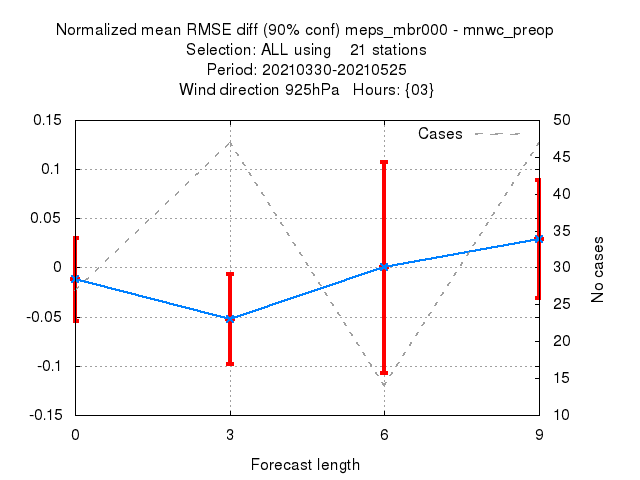 Normalized mean RMSE diff (90% conf) meps_mbr000 - mnwc_preop
Selection: ALL using    21 stations
Period: 20210330-20210525
Wind direction 925hPa   Hours: {03}
Cases
0.15
0.1
0.05
0
-0.05
-0.1
-0.15
50
45
40
35
30
25
20
15
10
No cases
0
3
6
9
Forecast length